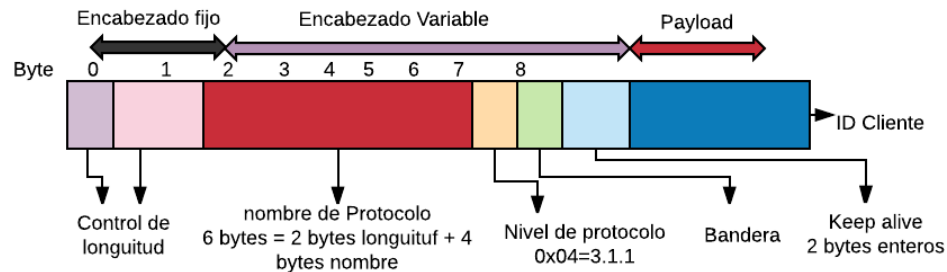 Encabezado fijo
Encabezado Variable
Payload
Byte 0 1 2 3 4 5 6 7 8
ID Cliente
Control de
longuitud
nombre de Protocolo
6 bytes = 2 bytes longuituf + 4
bytes nombre
Nivel de protocolo
0x04=3.1.1
Bandera
Keep alive
2 bytes enteros